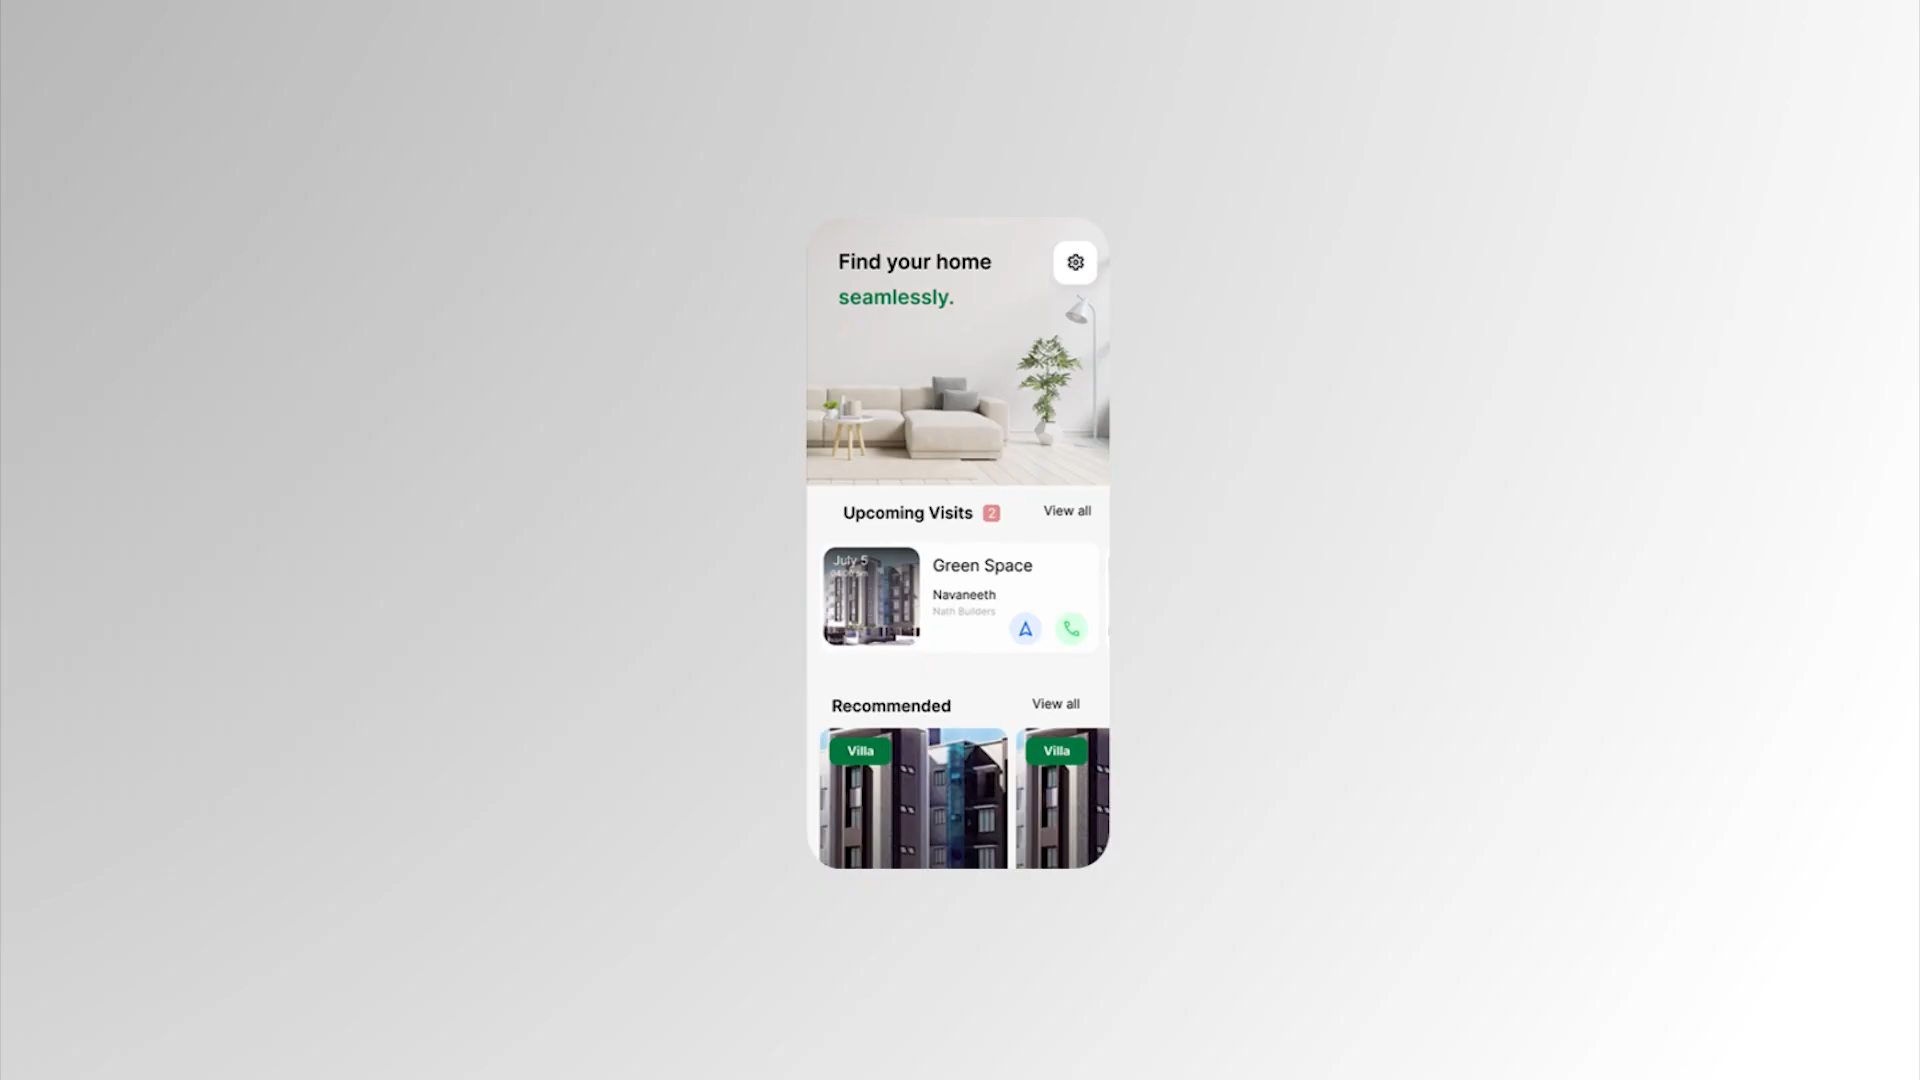 Find your home
seamlessly.
Upcoming Visits 2
View all
July 5
Green Space
Navaneeth
Nath Builders
Recommended
View all
Villa
Villa